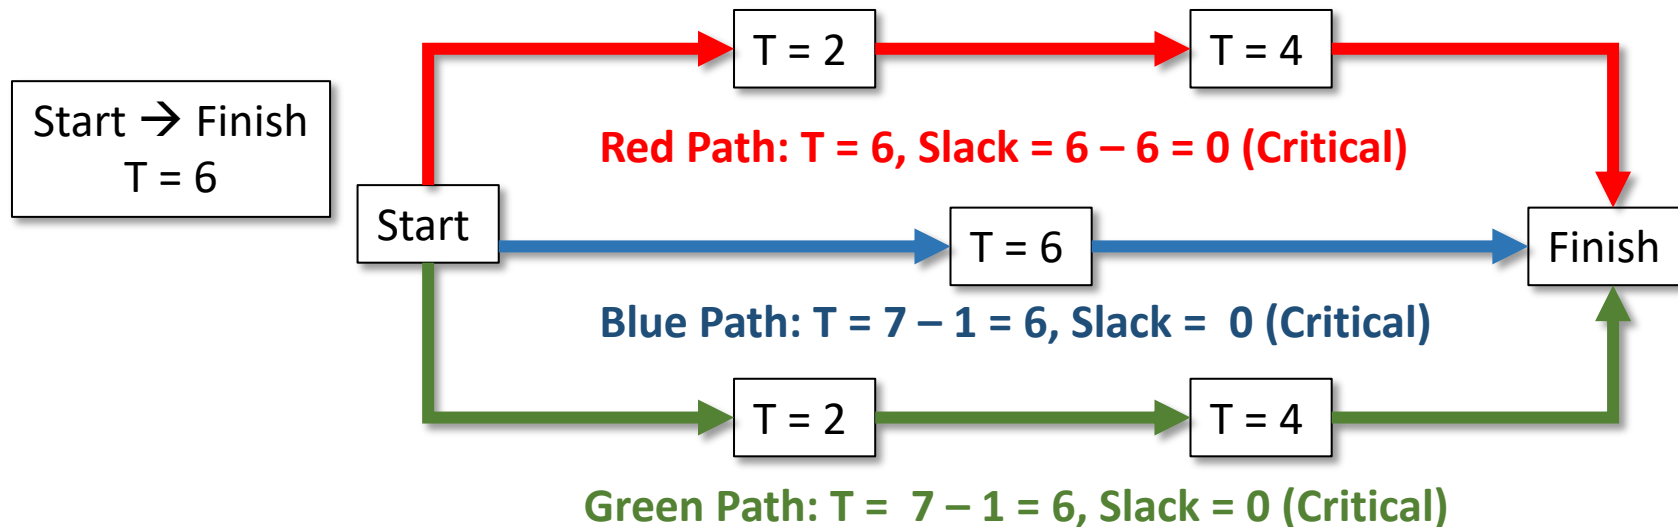 T = 2
T = 4
Start → Finish
T = 6
Red Path: T = 6, Slack = 6 – 6 = 0 (Critical)
Start
T = 6
Finish
Blue Path: T = 7 – 1 = 6, Slack =  0 (Critical)
T = 2
T = 4
Green Path: T =  7 – 1 = 6, Slack = 0 (Critical)